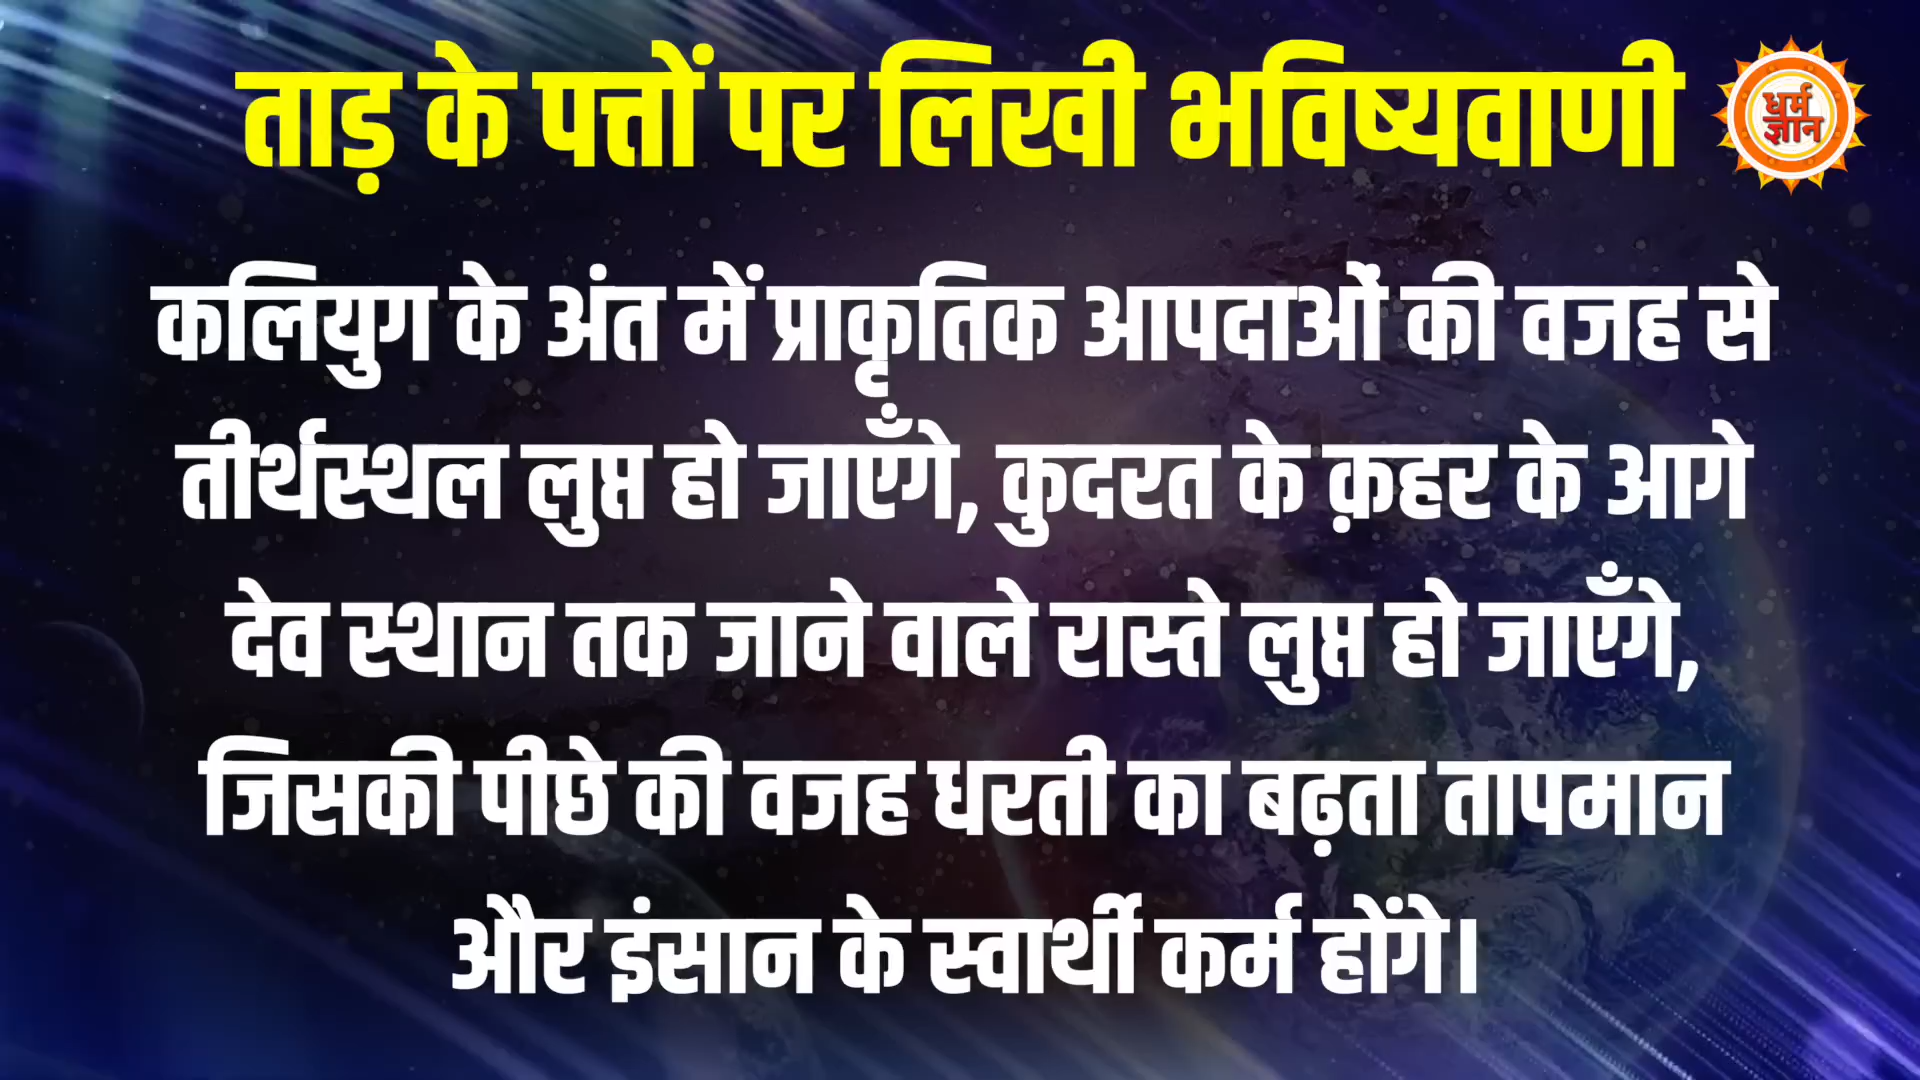 ताड़ के पत्तों पर लिखी भविष्यवाणी
धर्म
ज्ञान
कलियुग के अंत में प्राकृतिक आपदाओं की वजह से
तीर्थस्थल लुप्त हो जाएँगे, कुदरत के क़हर के आगे
देव स्थान तक जाने वाले रास्ते लुप्त हो जाएँगे,
जिसकी पीछे की वजह धरती का बढ़ता तापमान
और इंसान के स्वार्थी कर्म होंगे।